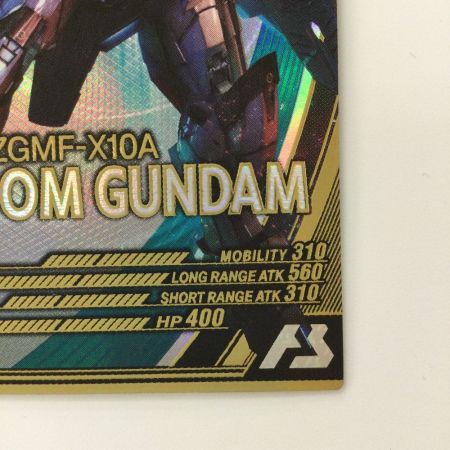 ZGMF-X10A
OM GUNDAM
MOBILITY 310
LONG RANGE ATK 560
SHORT RANGE ATK 310
HP 400